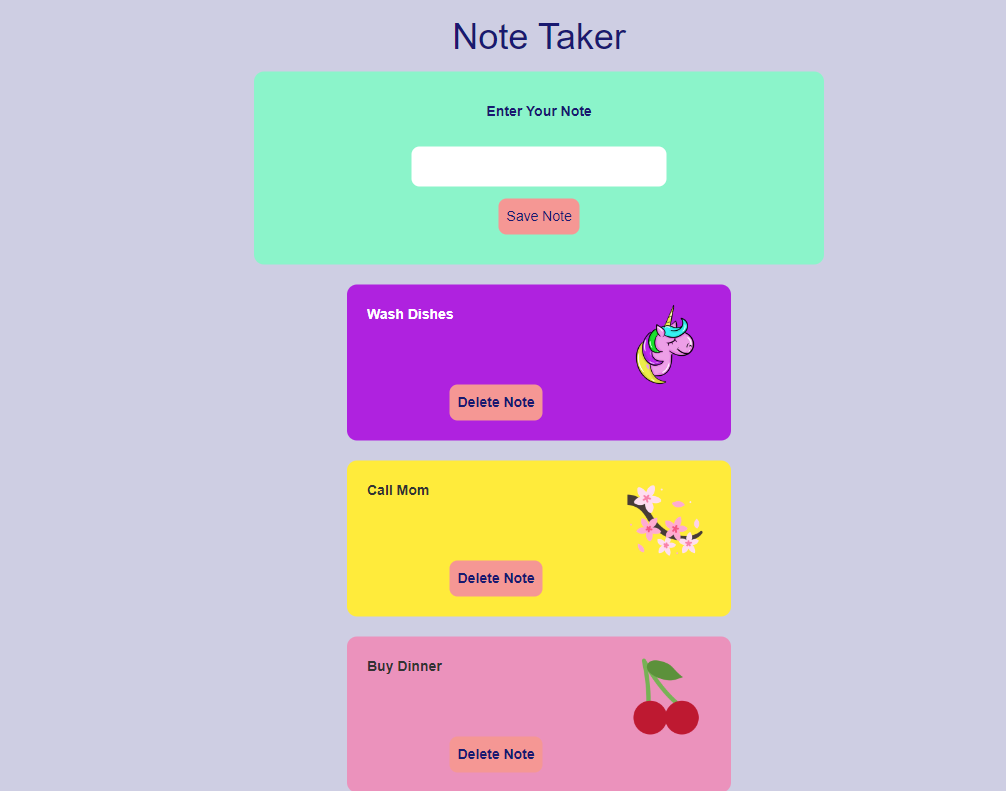 Note Taker
Enter Your Note
Save Note
Wash Dishes
Delete Note
Call Mom
Delete Note
Buy Dinner
Delete Note